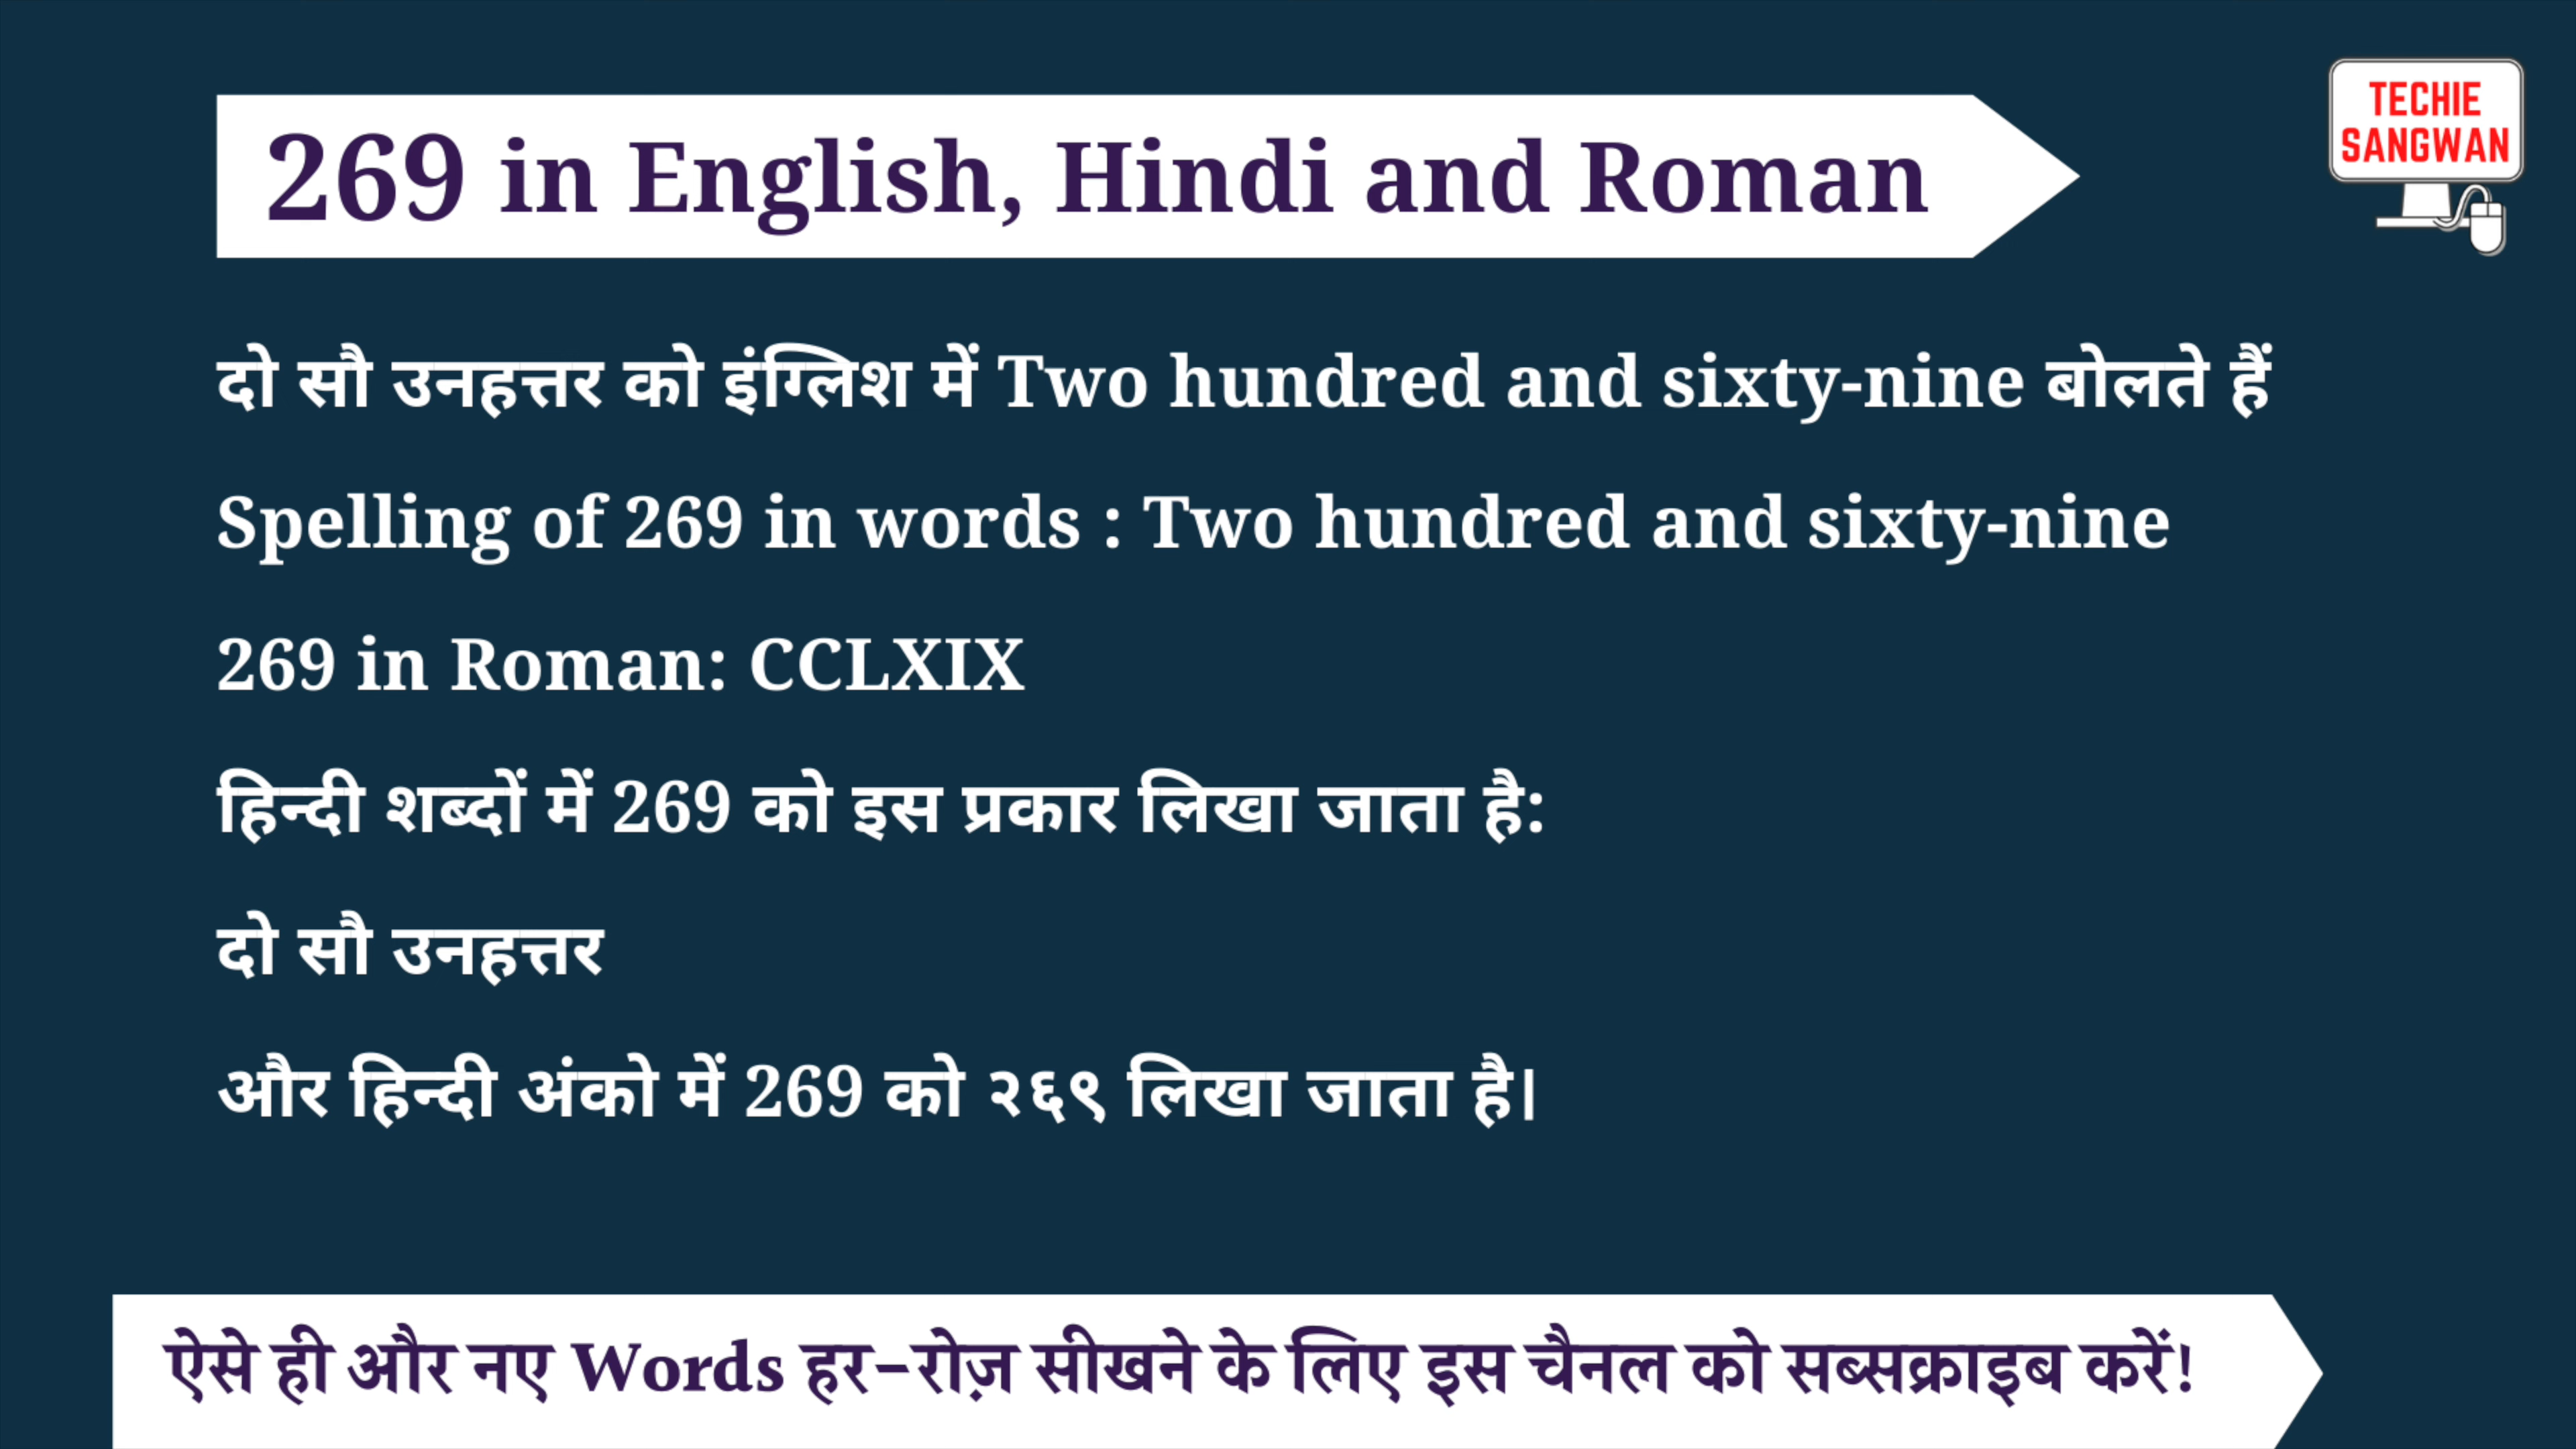 269 in English, Hindi and Roman
TECHIE
SANGWAN
दो सौ उनहत्तर को इंग्लिश में Two hundred and sixty-nine बोलते हैं
Spelling of 269 in words : Two hundred and sixty-nine
269 in Roman: CCLXIX
हिन्दी शब्दों में 269 को इस प्रकार लिखा जाता है:
दो सौ उनहत्तर
और हिन्दी अंको में 269 को २६९ लिखा जाता है।
ऐसे ही और नए Words हर-रोज़ सीखने के लिए इस चैनल को सब्सक्राइब करें!